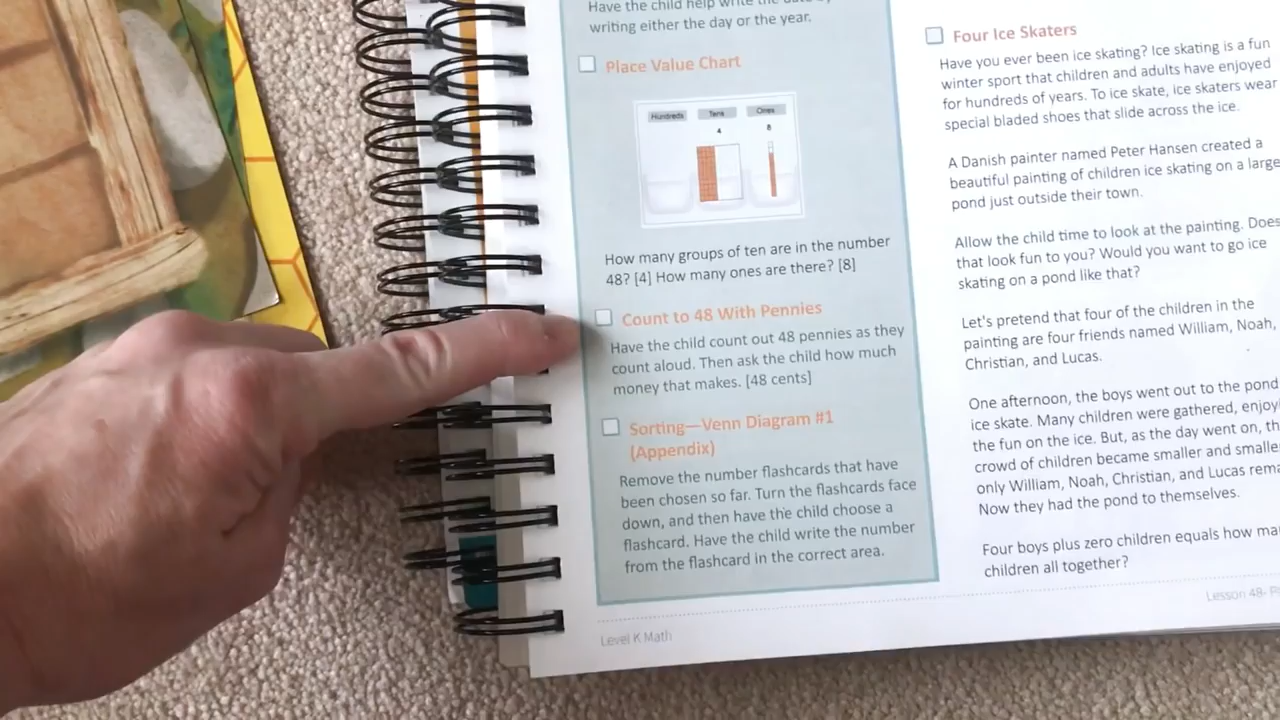 Have the child help write the date by
writing either the day or the year.
Place Value Chart
Hundreds Tens Ones
4 8
How many groups of ten are in the number
48? [4] How many ones are there? [8]
Count to 48 With Pennies
Have the child count out 48 pennies as they
count aloud. Then ask the child how much
money that makes. [48 cents]
Sorting—Venn Diagram #1
(Appendix)
Remove the number flashcards that have
been chosen so far. Turn the flashcards face
down, and then have the child choose a
flashcard. Have the child write the number
from the flashcard in the correct area.
Level K Math
Four Ice Skaters
Have you ever been ice skating? Ice skating is a fun
winter sport that children and adults have enjoyed
for hundreds of years. To ice skate, ice skaters wear
special bladed shoes that slide across the ice.
A Danish painter named Peter Hansen created a
beautiful painting of children ice skating on a large
pond just outside their town.
Allow the child time to look at the painting. Does
that look fun to you? Would you want to go ice
skating on a pond like that?
Let's pretend that four of the children in the
painting are four friends named William, Noah,
Christian, and Lucas.
One afternoon, the boys went out to the pond
ice skate. Many children were gathered,
the fun on the ice. But, as the day went on,
crowd of children became smaller and
only William, Noah, Christian, and Lucas
Now they had the pond to themselves.
Four boys plus zero children equals how
children all together?
Lesson 48-